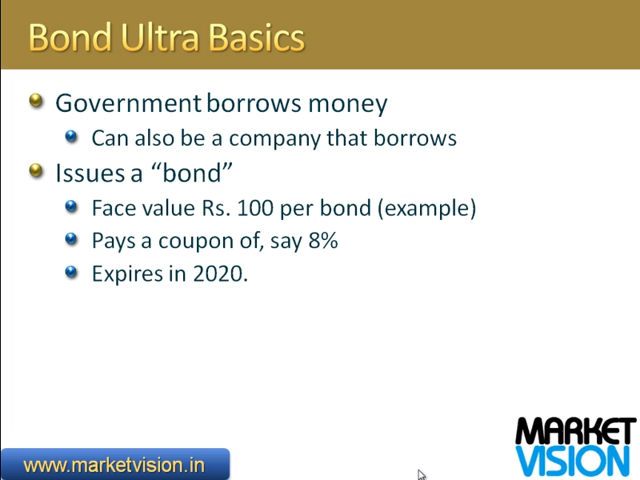 Bond Ultra Basics
Government borrows money
Can also be a company that borrows
Issues a “bond”
Face value Rs. 100 per bond (example)
Pays a coupon of, say 8%
Expires in 2020.
www.marketvision.in
MARKET
VISION